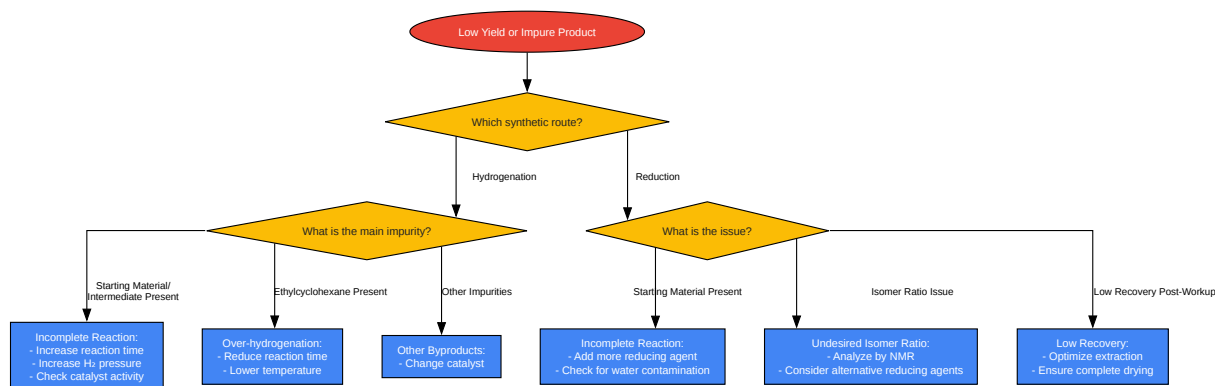 Low Yield or Impure Product
Which synthetic route?
Hydrogenation
Reduction
What is the main impurity?
What is the issue?
Starting Material/
Intermediate Present
Ethylcyclohexane Present
Other Impurities
Starting Material Present
Isomer Ratio Issue
Low Recovery Post-Workup
Incomplete Reaction:
- Increase reaction time
- Increase H₂ pressure
- Check catalyst activity
Over-hydrogenation:
- Reduce reaction time
- Lower temperature
Other Byproducts:
- Change catalyst
Incomplete Reaction:
- Add more reducing agent
- Check for water contamination
Undesired Isomer Ratio:
- Analyze by NMR
- Consider alternative reducing agents
Low Recovery:
- Optimize extraction
- Ensure complete drying